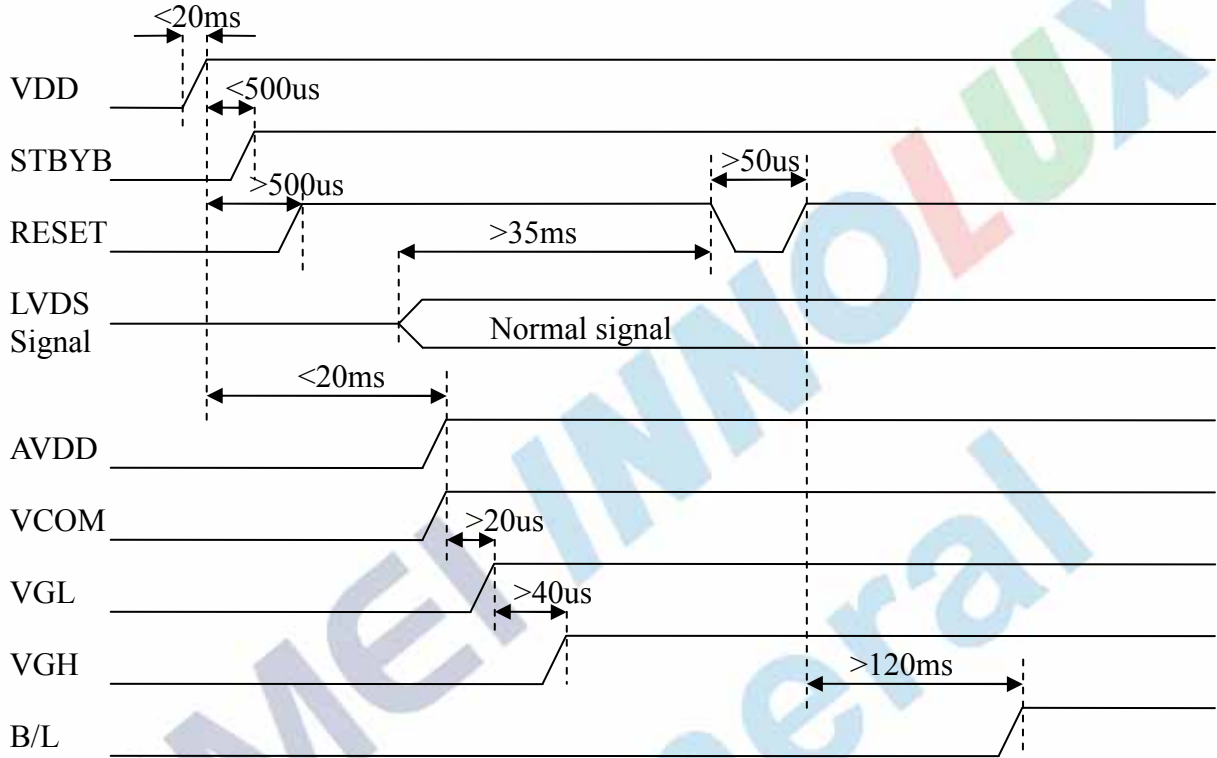 <20ms
VDD
<500us
STBYB
>50us
>500us
RESET
>35ms
LVDS
Signal
Normal signal
<20ms
AVDD
VCOM
>20us
VGL
>40us
VGH
>120ms
B/L
MEI INNOLUX
neral